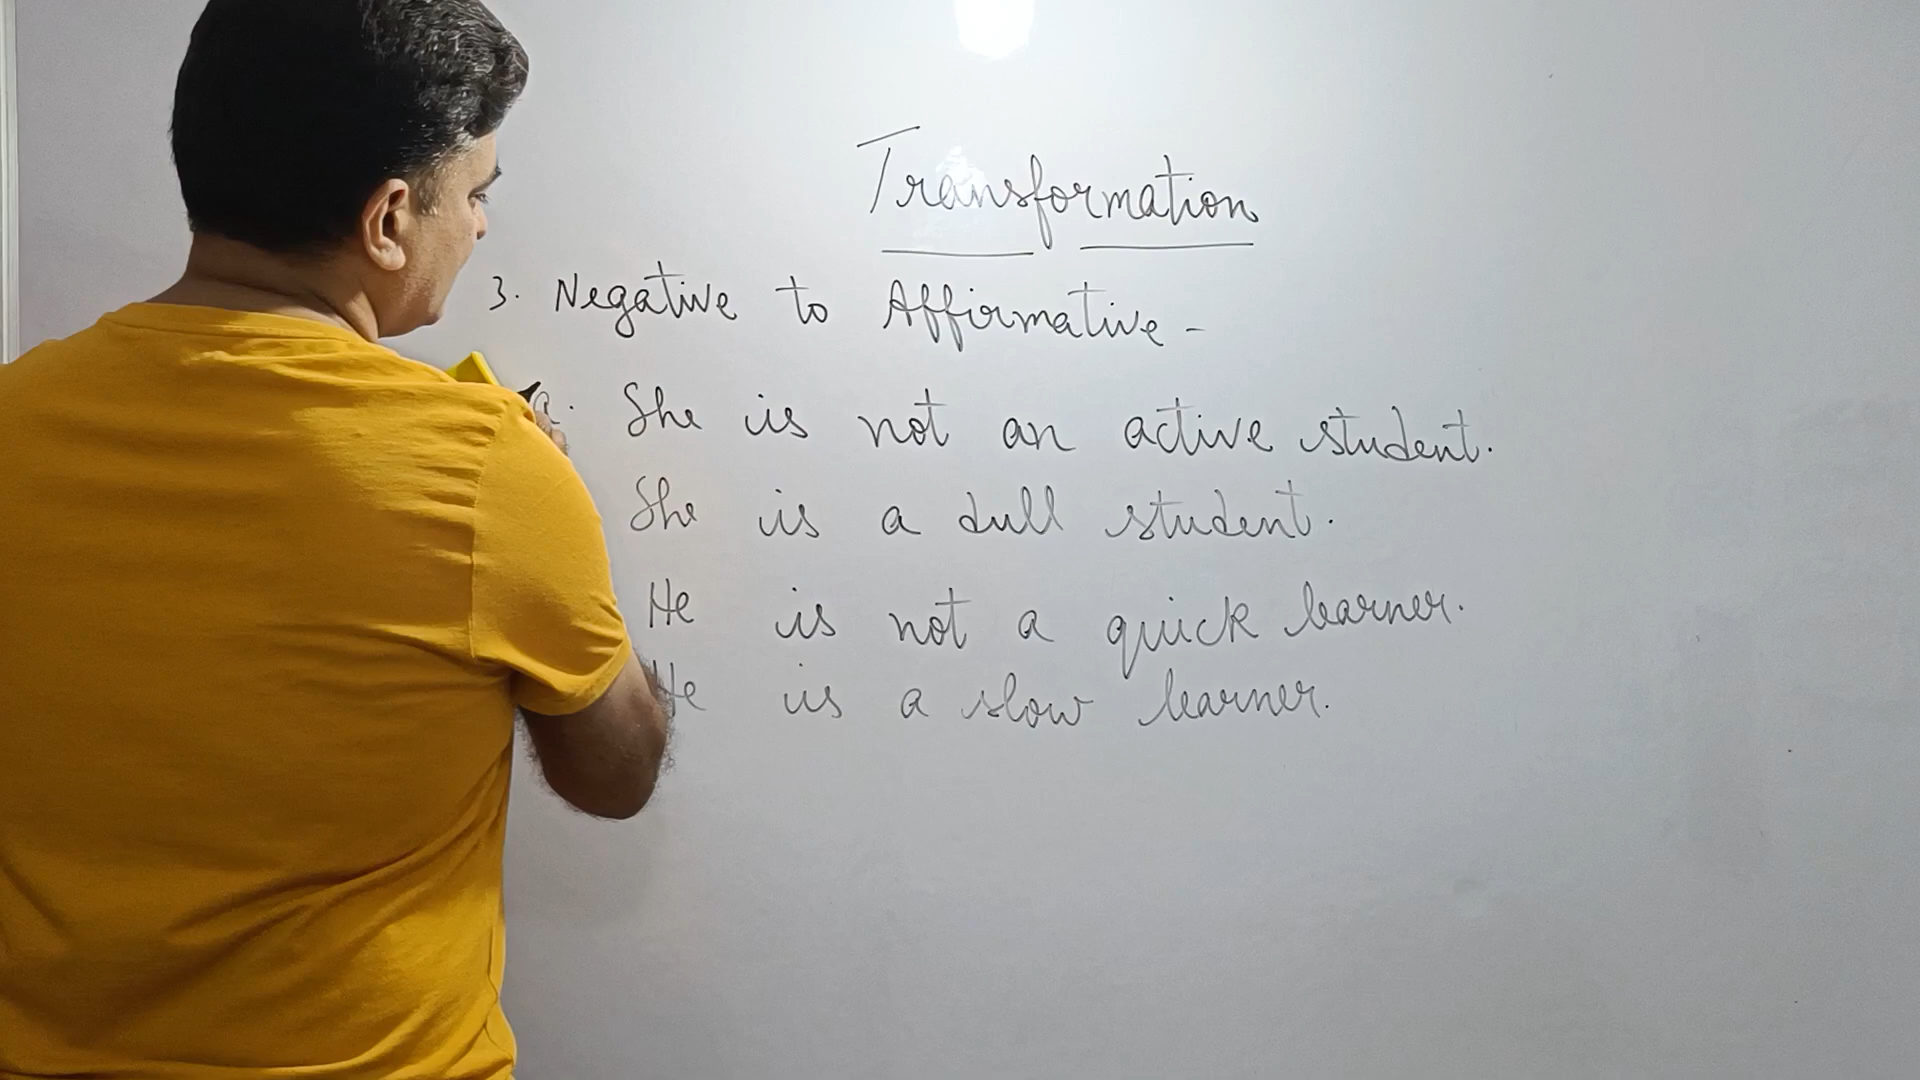 Transformation
3. Negative to Affirmative -
a. She is not an active student.
She is a dull student.
He is not a quick learner.
He is a slow learner.